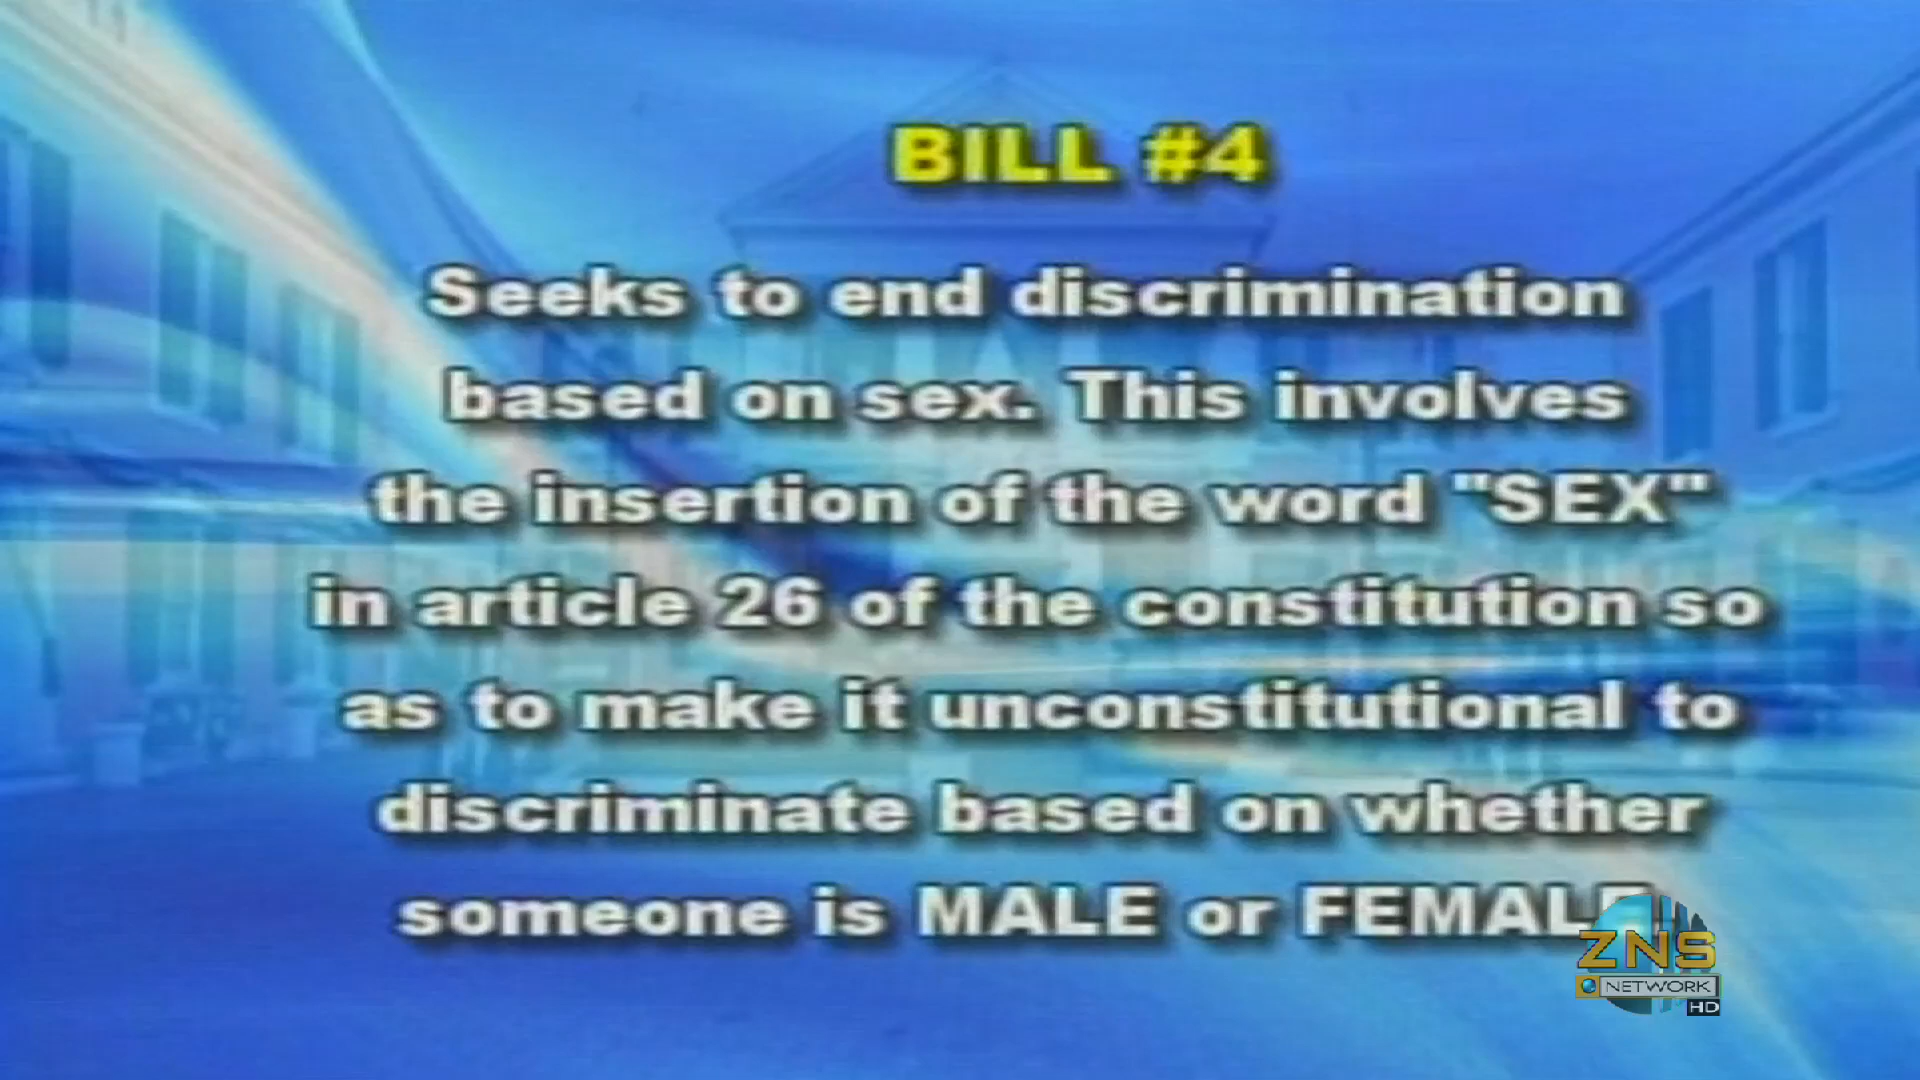 BILL #4
Seeks to end discrimination
based on sex. This involves
the insertion of the word "SEX"
in article 26 of the constitution so
as to make it unconstitutional to
discriminate based on whether
someone is MALE or FEMALE
ZNS
NETWORK
HD